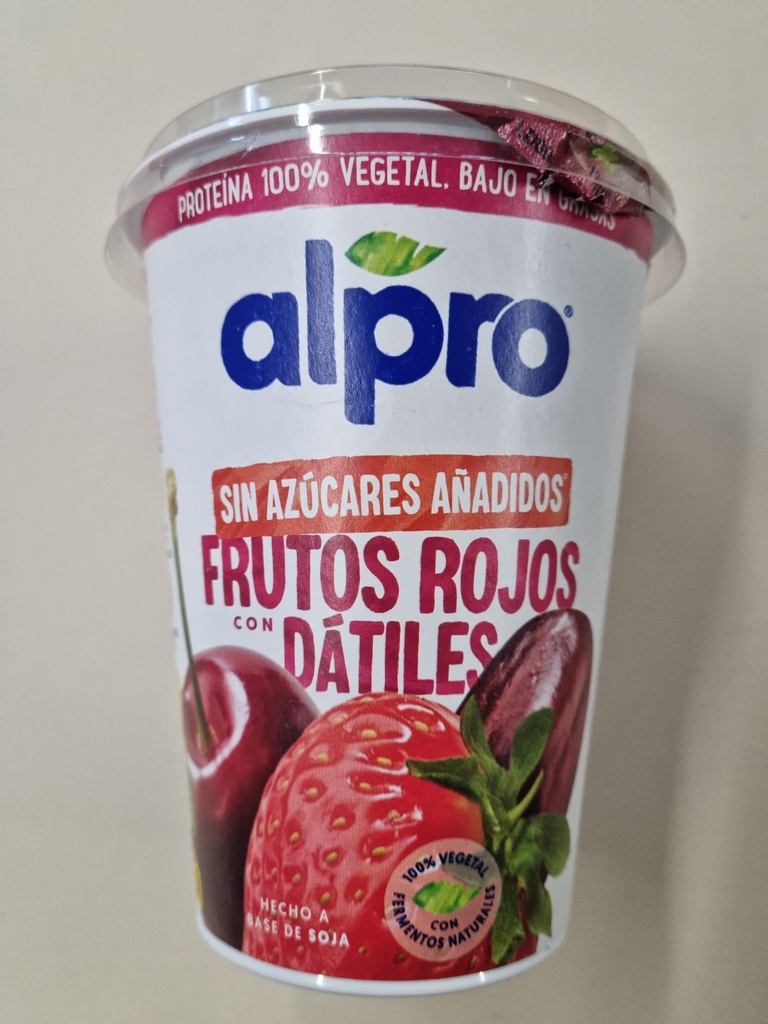 PROTEÍNA 100% VEGETAL, BAJO EN GRASAS
alpro®
SIN AZÚCARES AÑADIDOS*
FRUTOS ROJOS
CON DÁTILES
100% VEGETAL
CON
FERMENTOS NATURALES
HECHO A
BASE DE SOJA